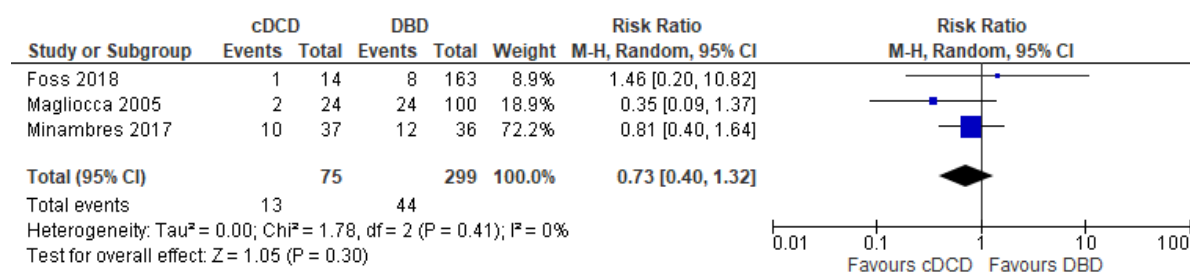 cDCD DBD Risk Ratio Risk Ratio
Study or Subgroup Events Total Events Total Weight M-H, Random, 95% CI M-H, Random, 95% CI
Foss 2018 1 14 8 163 8.9% 1.46 [0.20, 10.82]
Magliocca 2005 2 24 24 100 18.9% 0.35 [0.09, 1.37]
Minambres 2017 10 37 12 36 72.2% 0.81 [0.40, 1.64]
Total (95% CI) 75 299 100.0% 0.73 [0.40, 1.32]
Total events 13 44
Heterogeneity: Tau² = 0.00; Chi² = 1.78, df = 2 (P = 0.41); I² = 0%
Test for overall effect: Z = 1.05 (P = 0.30)
0.01 0.1 1 10 100
Favours cDCD Favours DBD